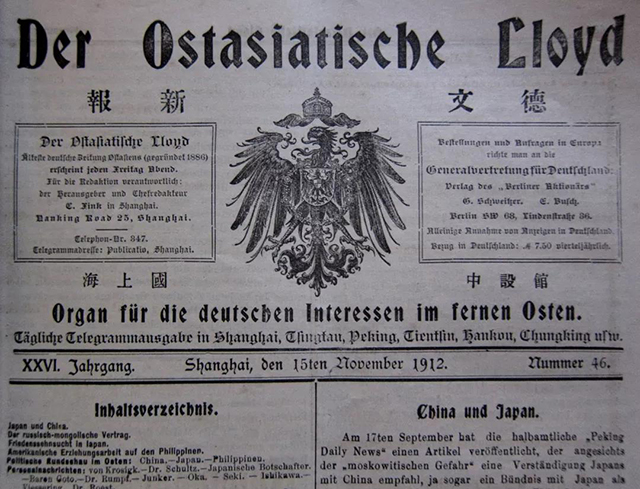 Der Ostasiatische Lloyd
德文新報
Der Ostasiatische Lloyd
Älteste deutsche Zeitung Ostasiens (gegründet 1886)
erscheint jeden Freitag Abend.
Für die Redaktion verantwortlich:
der Herausgeber und Chefredakteur
C. Fink in Shanghai.
Nanking Road 25, Shanghai.
Telephon-Nr. 347.
Telegrammadresse: Publicativ, Shanghai.
Bestellungen und Anfragen in Europa
richte man an die
Generalvertretung für Deutschland:
Verlag des „Berliner Aktionärs“
G. Schweitzer. E. Busch.
Berlin SW 68, Lindenstraße 36.
Alleinige Annahme von Anzeigen in Deutschland.
Bezug in Deutschland: ℳ 7.50 vierteljährlich.
館設中國上海
Organ für die deutschen Interessen im fernen Osten.
Tägliche Telegrammausgabe in Shanghai, Tsingtau, Peking, Tientsin, Hankou, Chungking usw.
XXVI. Jahrgang. Shanghai, den 15ten November 1912. Nummer 46.
Inhaltsverzeichnis.
Japan und China.
Der russisch-mongolische Vertrag.
Friedenssehnsucht in Japan.
Amerikanische Erziehungsarbeit auf den Philippinen.
Politische Rundschau im Osten: China.—Japan.—Philippinen.
Personalnachrichten: von Krosigk.—Dr. Schultz.—Japanische Botschafter.
—Baron Goto.—Dr. Rumpf.—Junker.—Oka.—Seki.—Ishikawa.—
China und Japan.
Am 17ten September hat die halbamtliche „Peking
Daily News“ einen Artikel veröffentlicht, der angesichts
der „moskowitischen Gefahr“ eine Verständigung Japans
mit China empfahl, ja sogar ein Bündnis mit Japan als